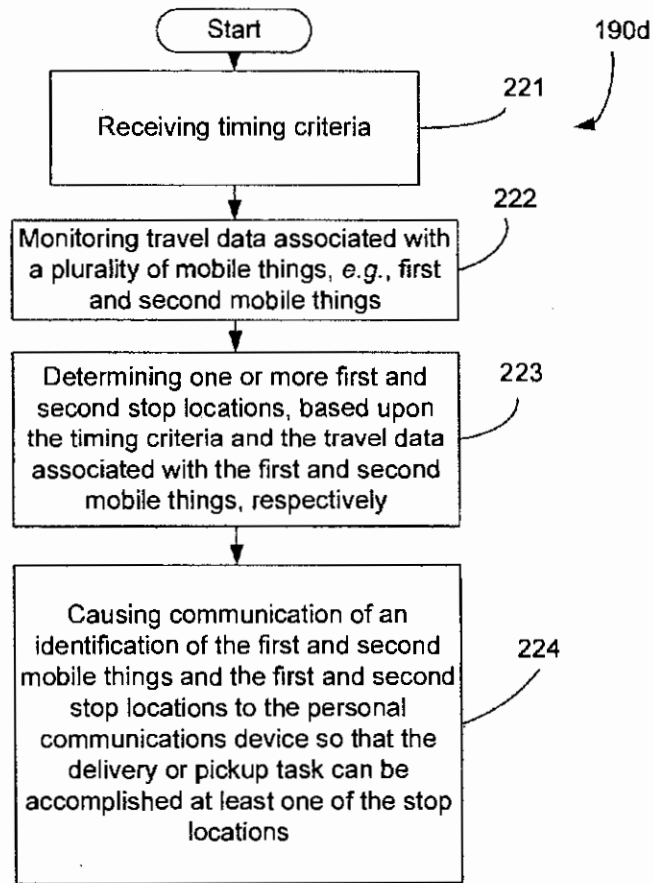 Start
190d
221
Receiving timing criteria
222
Monitoring travel data associated with
a plurality of mobile things, e.g., first
and second mobile things
Determining one or more first and
second stop locations, based upon
the timing criteria and the travel data
associated with the first and second
mobile things, respectively
223
Causing communication of an
identification of the first and second
mobile things and the first and second
stop locations to the personal
communications device so that the
delivery or pickup task can be
accomplished at least one of the stop
locations
224